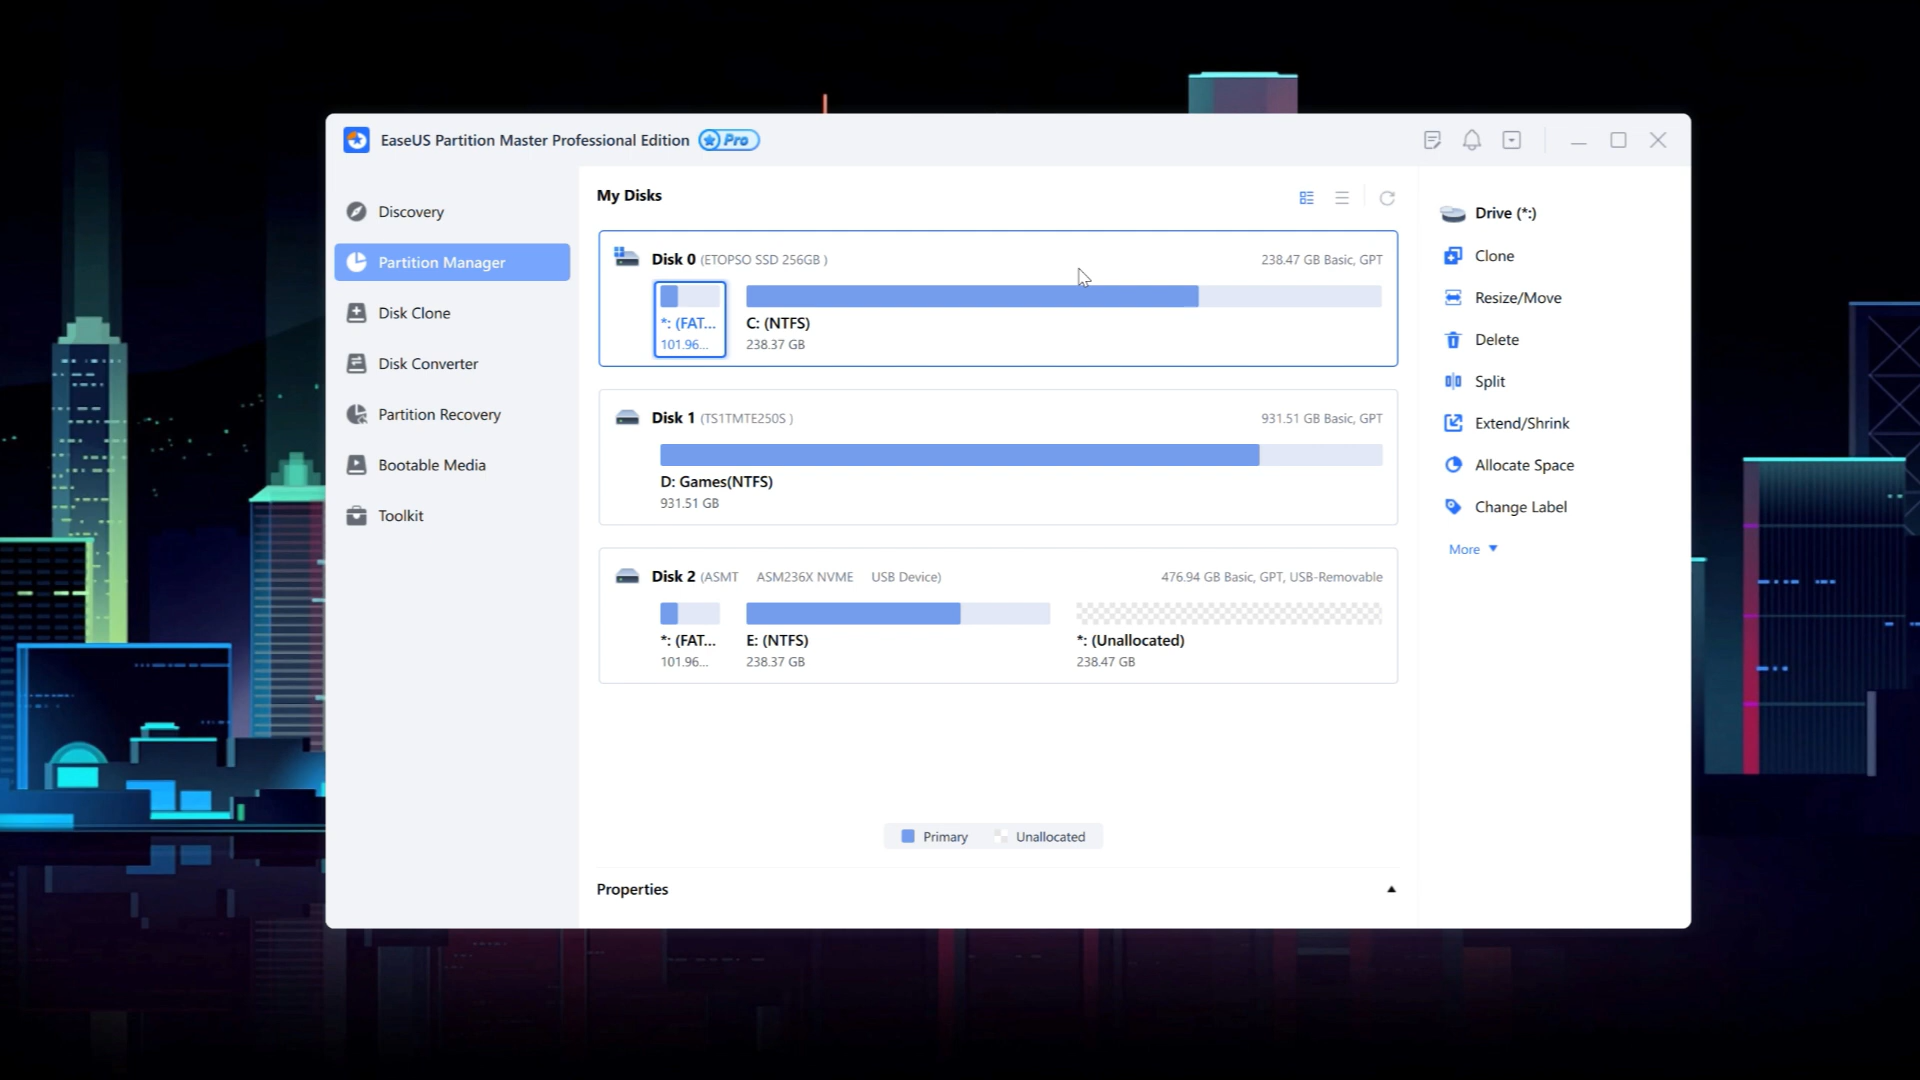 EaseUS Partition Master Professional Edition Pro
Discovery
Partition Manager
Disk Clone
Disk Converter
Partition Recovery
Bootable Media
Toolkit
My Disks
Disk 0 (ETOPSO SSD 256GB )
238.47 GB Basic, GPT
*: (FAT...
101.96...
C: (NTFS)
238.37 GB
Disk 1 (TS1TMTE250S )
931.51 GB Basic, GPT
D: Games(NTFS)
931.51 GB
Disk 2 (ASMT ASM236X NVME USB Device)
476.94 GB Basic, GPT, USB-Removable
*: (FAT...
101.96...
E: (NTFS)
238.37 GB
*: (Unallocated)
238.47 GB
Primary
Unallocated
Properties
Drive (*:)
Clone
Resize/Move
Delete
Split
Extend/Shrink
Allocate Space
Change Label
More